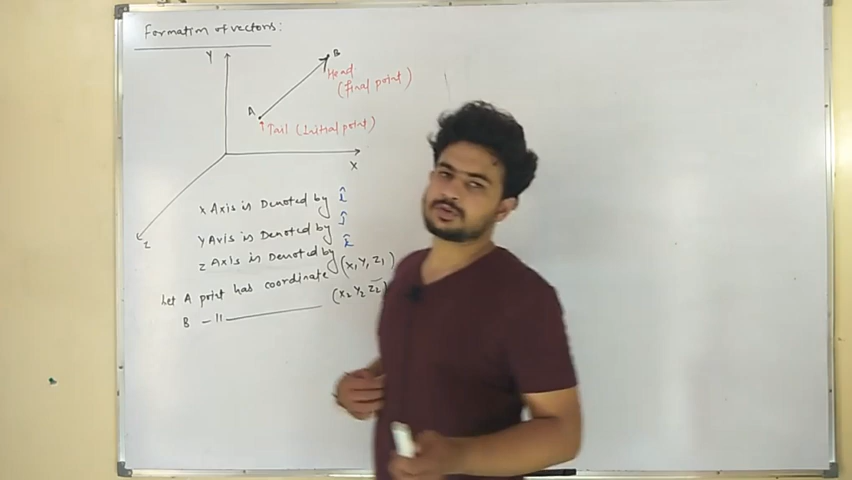 Formation of vectors:
Y
B
Head
(final point)
A
Tail (Initial point)
X
Z
X Axis is Denoted by î
Y Axis is Denoted by ĵ
Z Axis is Denoted by k̂
Let A point has coordinate (X₁ Y₁ Z₁)
B - 11 ———— (X₂ Y₂ Z₂)